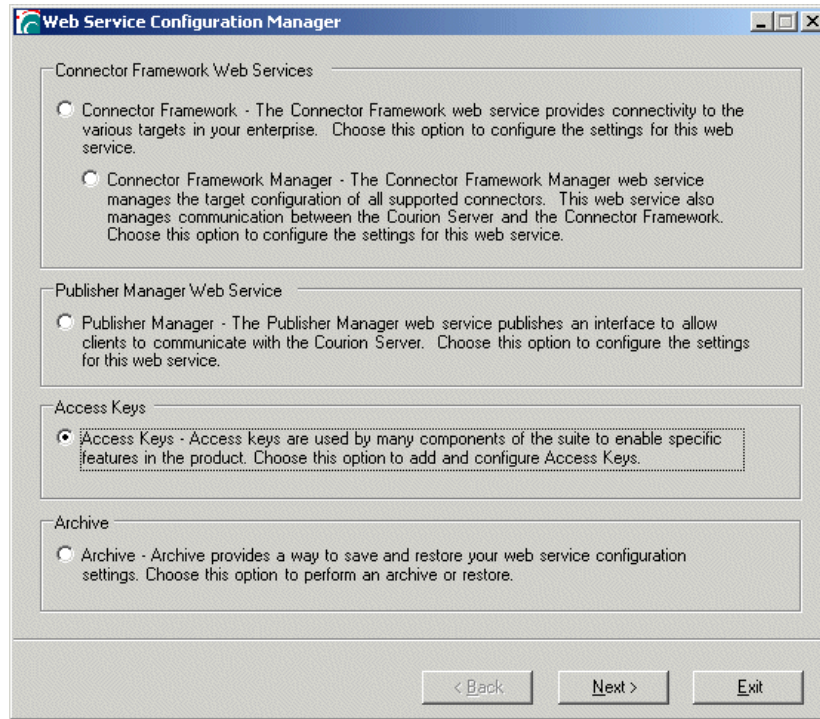 Web Service Configuration Manager
Connector Framework Web Services
Connector Framework - The Connector Framework web service provides connectivity to the
various targets in your enterprise. Choose this option to configure the settings for this web
service.
Connector Framework Manager - The Connector Framework Manager web service
manages the target configuration of all supported connectors. This web service also
manages communication between the Courion Server and the Connector Framework.
Choose this option to configure the settings for this web service.
Publisher Manager Web Service
Publisher Manager - The Publisher Manager web service publishes an interface to allow
clients to communicate with the Courion Server. Choose this option to configure the settings
for this web service.
Access Keys
Access Keys - Access keys are used by many components of the suite to enable specific
features in the product. Choose this option to add and configure Access Keys.
Archive
Archive - Archive provides a way to save and restore your web service configuration
settings. Choose this option to perform an archive or restore.
< Back
Next >
Exit